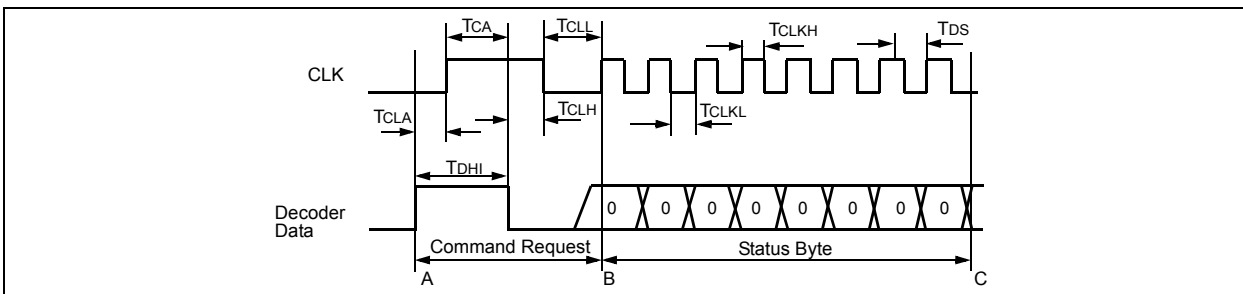 TCA TCLL TCLKH TDS
CLK
TCLA TCLH TCLKL
TDHI
Decoder
Data
0 0 0 0 0 0 0 0
Command Request Status Byte
A B C